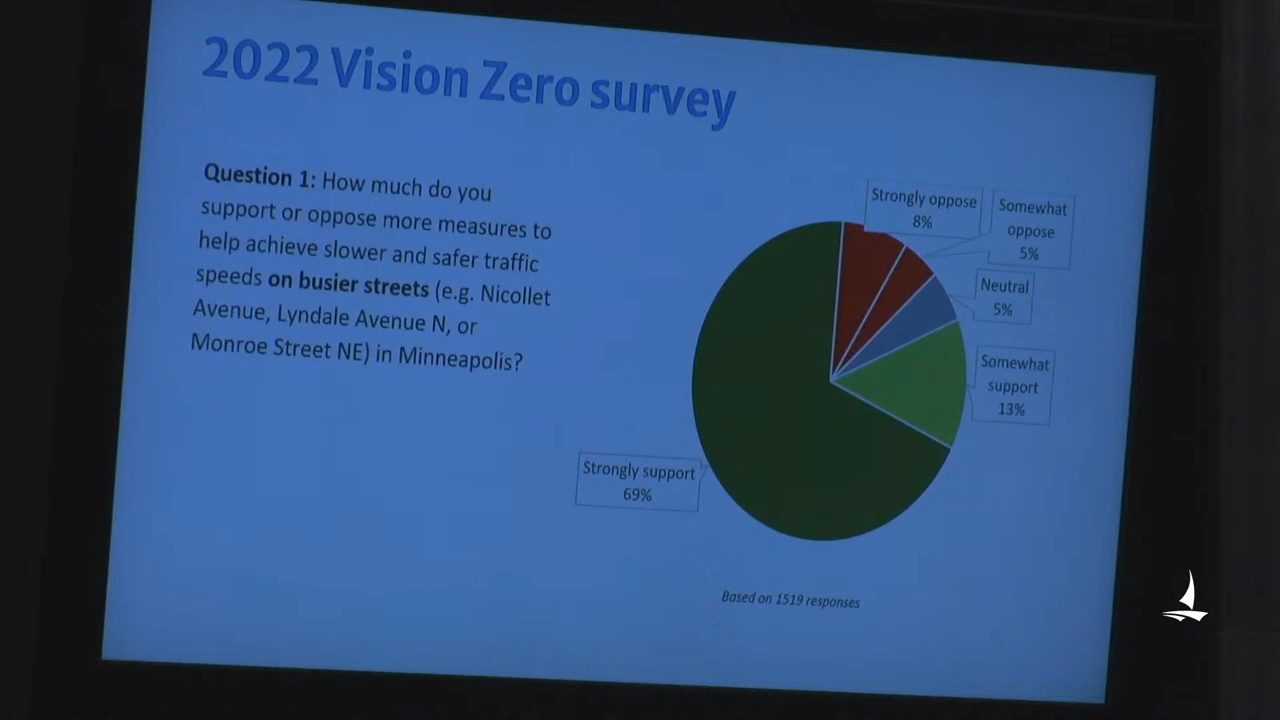 2022 Vision Zero survey
Question 1: How much do you
support or oppose more measures to
help achieve slower and safer traffic
speeds on busier streets (e.g. Nicollet
Avenue, Lyndale Avenue N, or
Monroe Street NE) in Minneapolis?
Strongly oppose
8%
Somewhat
oppose
5%
Neutral
5%
Somewhat
support
13%
Strongly support
69%
Based on 1519 responses